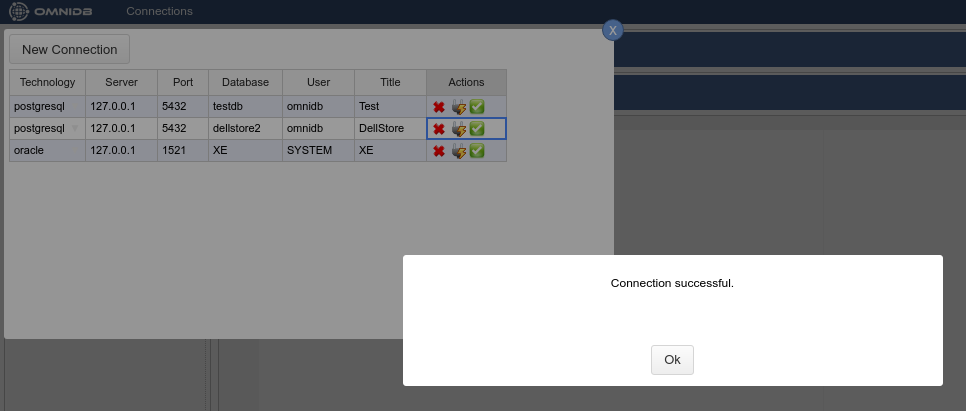 OMNIDB Connections
X
New Connection
Technology Server Port Database User Title Actions
postgresql 127.0.0.1 5432 testdb omnidb Test
postgresql 127.0.0.1 5432 dellstore2 omnidb DellStore
oracle 127.0.0.1 1521 XE SYSTEM XE
Connection successful.
Ok